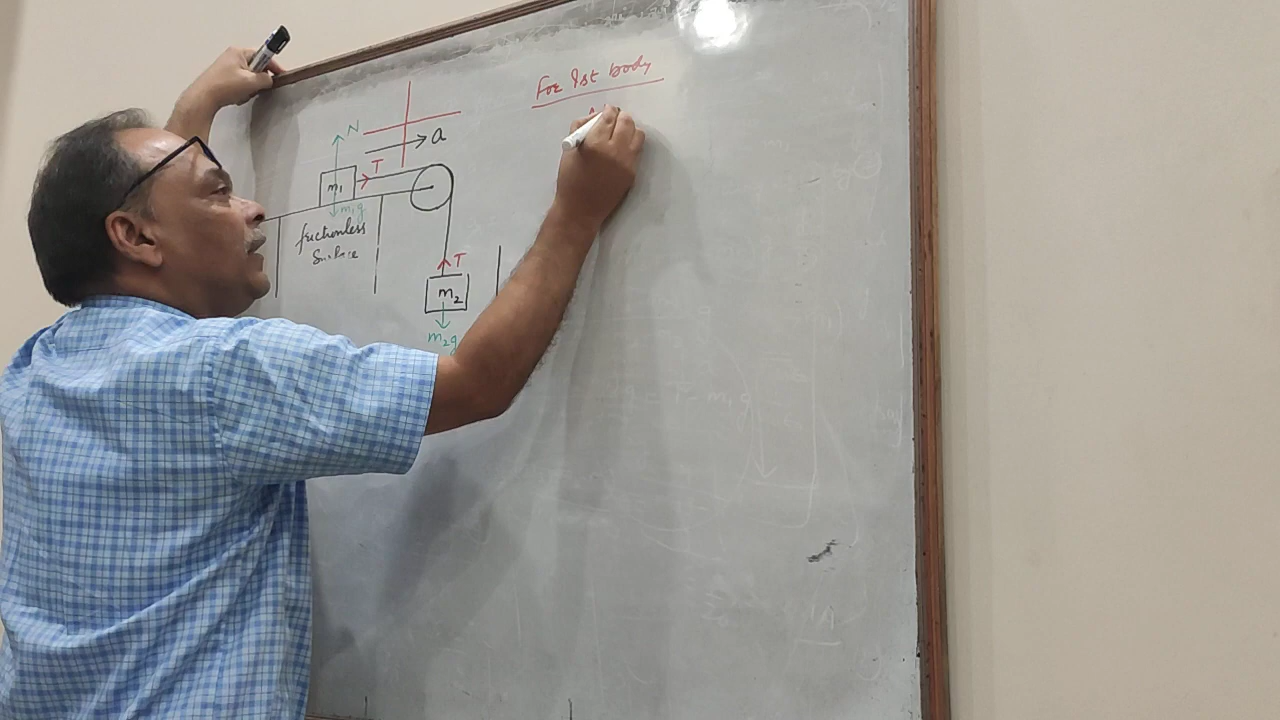 For 1st body
N
a
T
m1
m1g
frictionless
Surface
T
m2
m2g